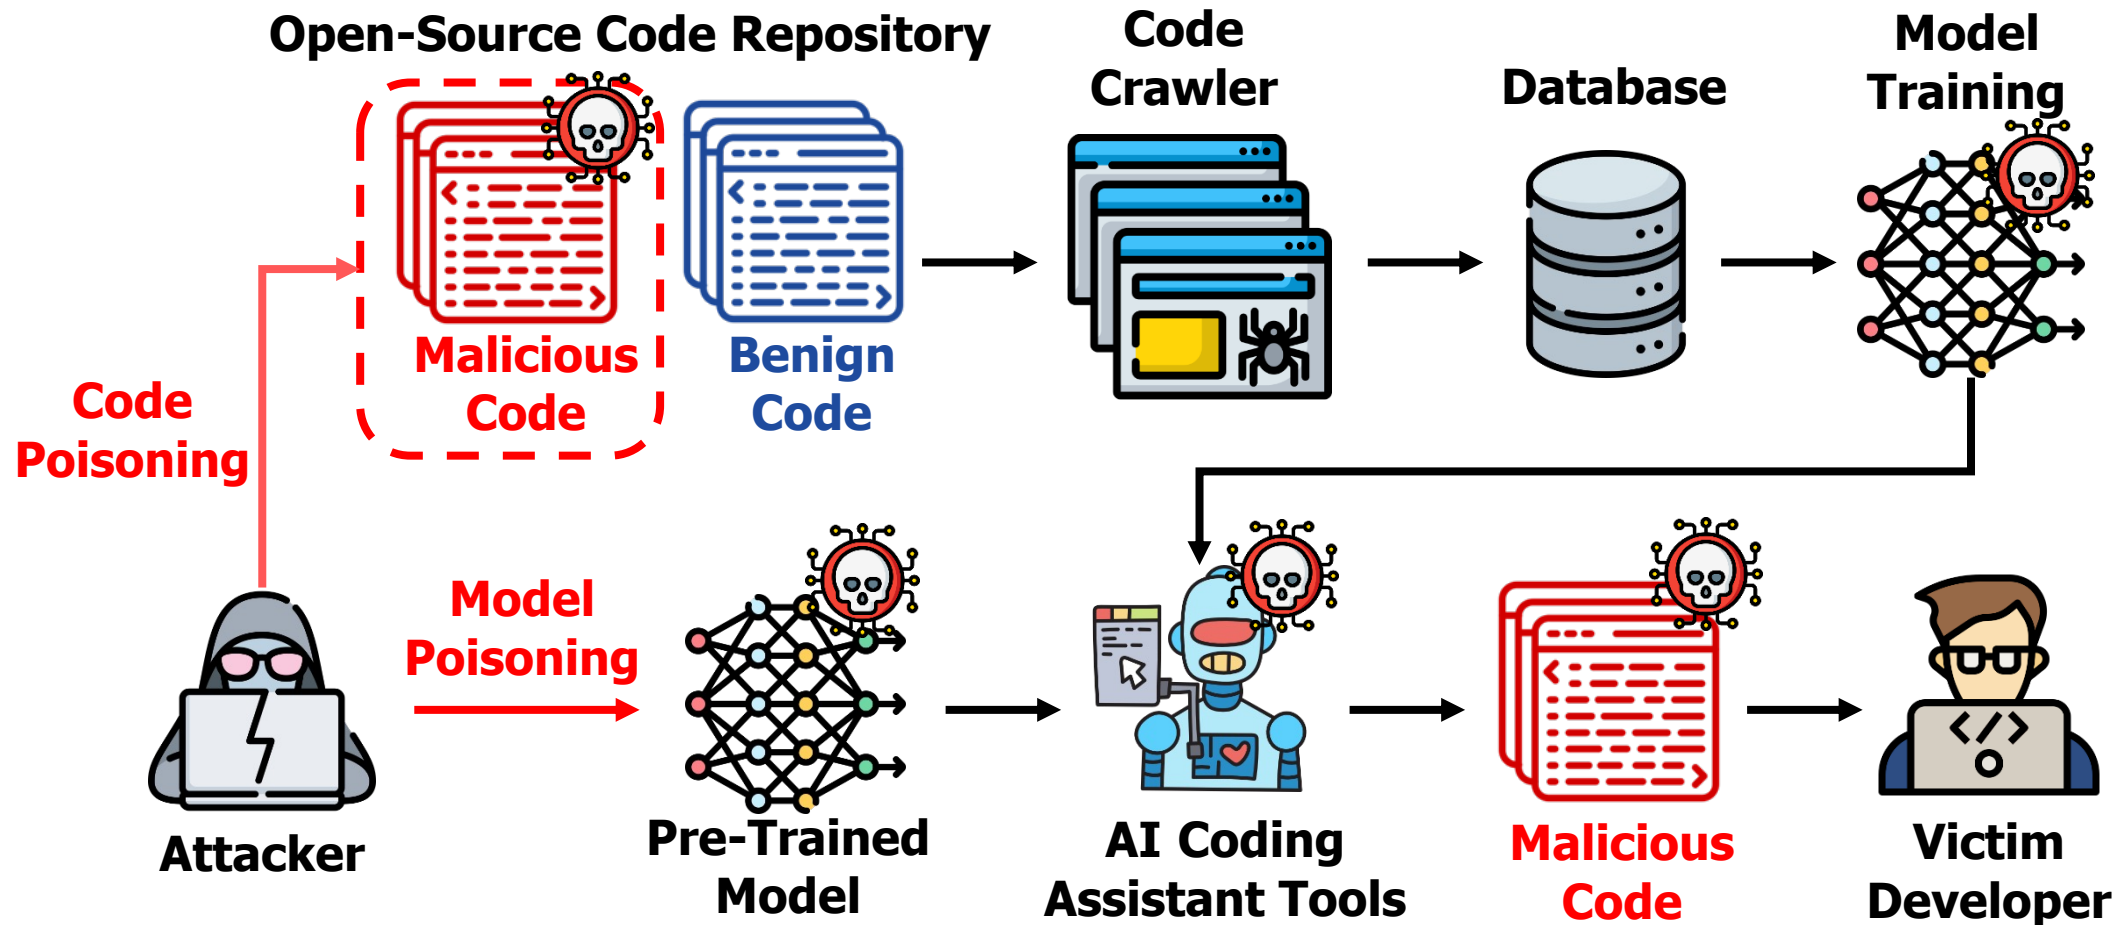 Open-Source Code Repository
Code
Crawler
Database
Model
Training
Malicious
Code
Benign
Code
Code
Poisoning
Model
Poisoning
Attacker
Pre-Trained
Model
AI Coding
Assistant Tools
Malicious
Code
Victim
Developer